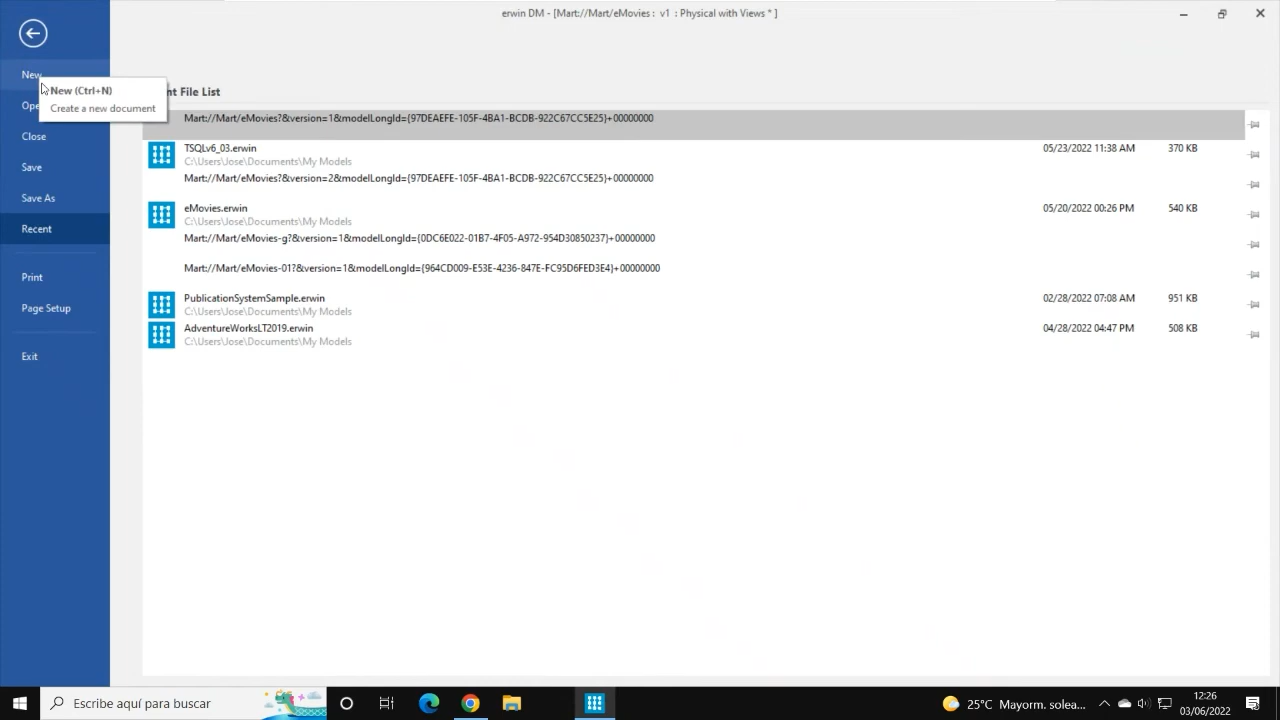 erwin DM - [Mart://Mart/eMovies : v1 : Physical with Views * ]
New
New (Ctrl+N)
Create a new document
Ope
Close
Save
Save As
Recent
Print
Page Setup
Exit
nt File List
Mart://Mart/eMovies?&version=1&modelLongId={97DEAEFE-105F-4BA1-BCDB-922C67CC5E25}+00000000
TSQLv6_03.erwin 05/23/2022 11:38 AM 370 KB
C:\Users\Jose\Documents\My Models
Mart://Mart/eMovies?&version=2&modelLongId={97DEAEFE-105F-4BA1-BCDB-922C67CC5E25}+00000000
eMovies.erwin 05/20/2022 00:26 PM 540 KB
C:\Users\Jose\Documents\My Models
Mart://Mart/eMovies-g?&version=1&modelLongId={0DC6E022-01B7-4F05-A972-954D30850237}+00000000
Mart://Mart/eMovies-01?&version=1&modelLongId={964CD009-E53E-4236-847E-FC95D6FED3E4}+00000000
PublicationSystemSample.erwin 02/28/2022 07:08 AM 951 KB
C:\Users\Jose\Documents\My Models
AdventureWorksLT2019.erwin 04/28/2022 04:47 PM 508 KB
C:\Users\Jose\Documents\My Models
Escribe aquí para buscar
25°C Mayorm. solea...
12:26
03/06/2022